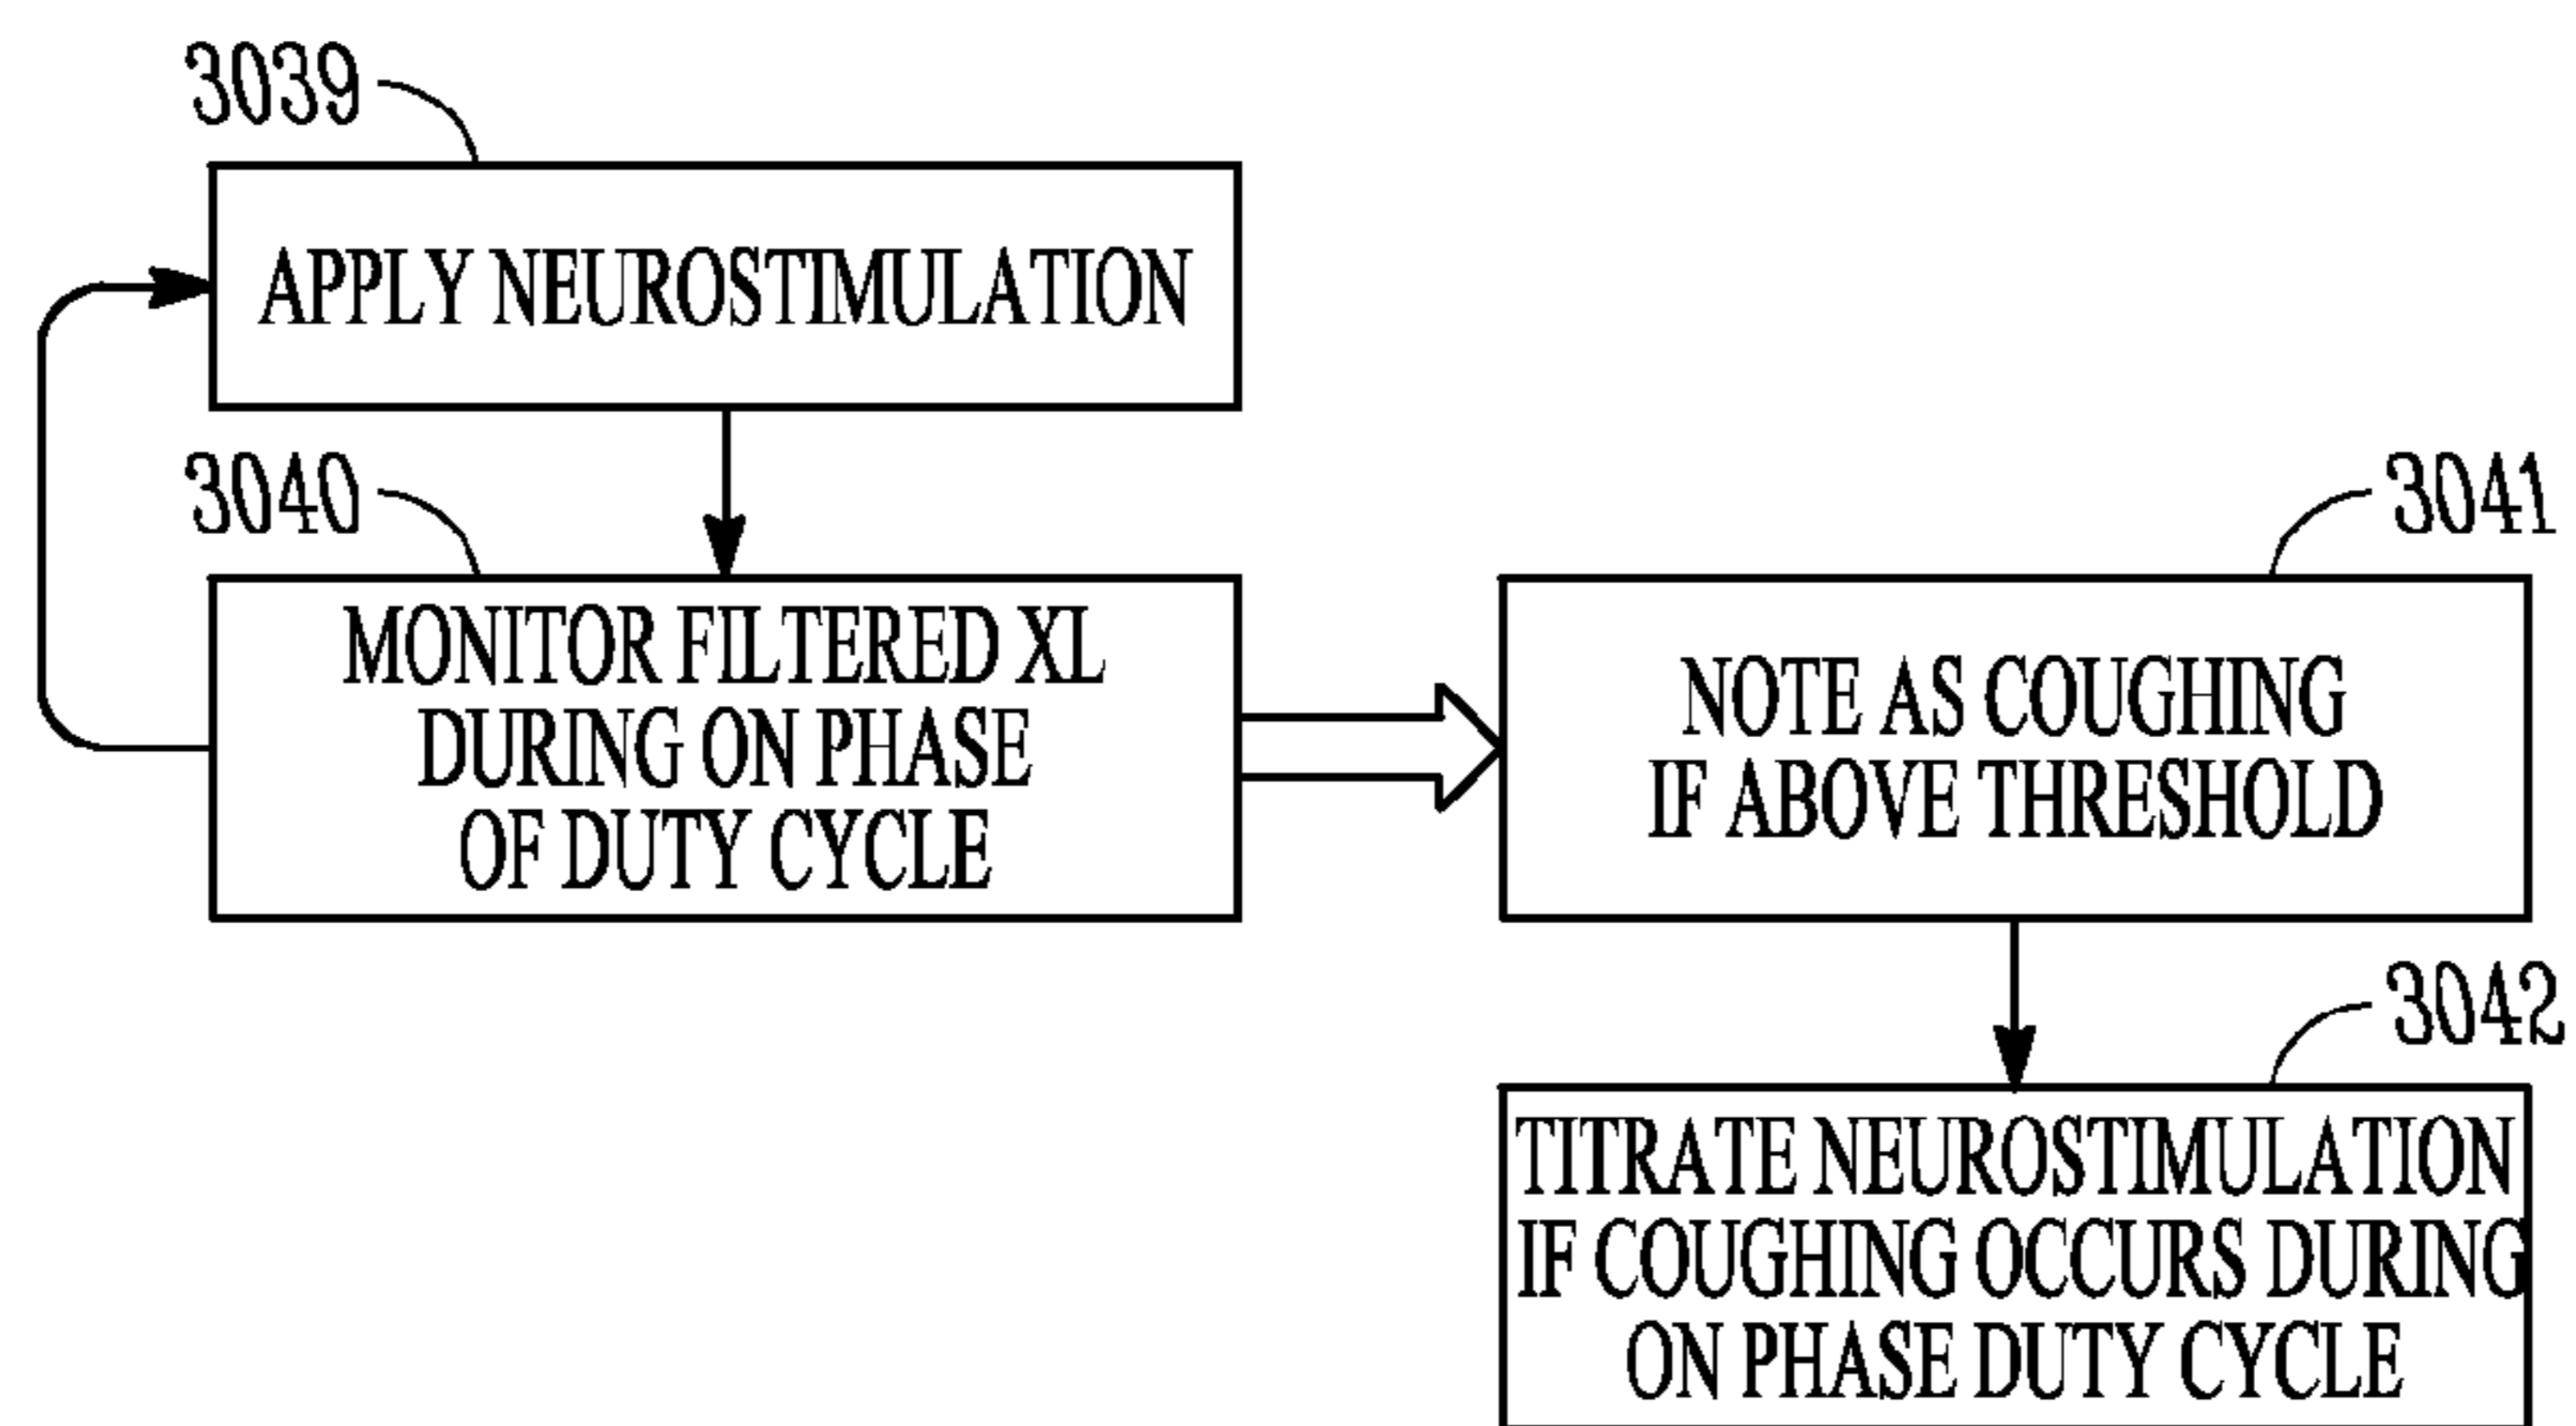 3039
APPLY NEUROSTIMULATION
3040
MONITOR FILTERED XL
DURING ON PHASE
OF DUTY CYCLE
3041
NOTE AS COUGHING
IF ABOVE THRESHOLD
3042
TITRATE NEUROSTIMULATION
IF COUGHING OCCURS DURING
ON PHASE DUTY CYCLE